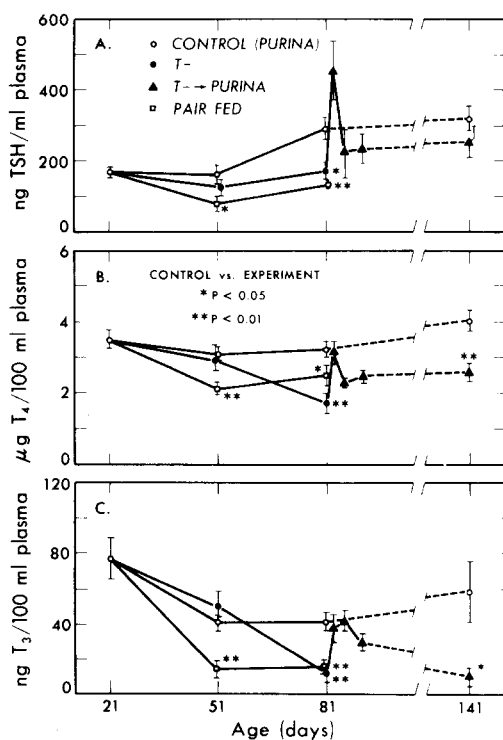 ng TSH/ml plasma
600
400
200
0
A.
CONTROL (PURINA)
T-
T-→PURINA
PAIR FED
*
*
**
μg T4/100 ml plasma
6
4
2
0
B.
CONTROL vs. EXPERIMENT
* P < 0.05
** P < 0.01
**
*
**
**
ng T3/100 ml plasma
120
80
40
0
C.
**
**
**
*
21 51 81 141
Age (days)